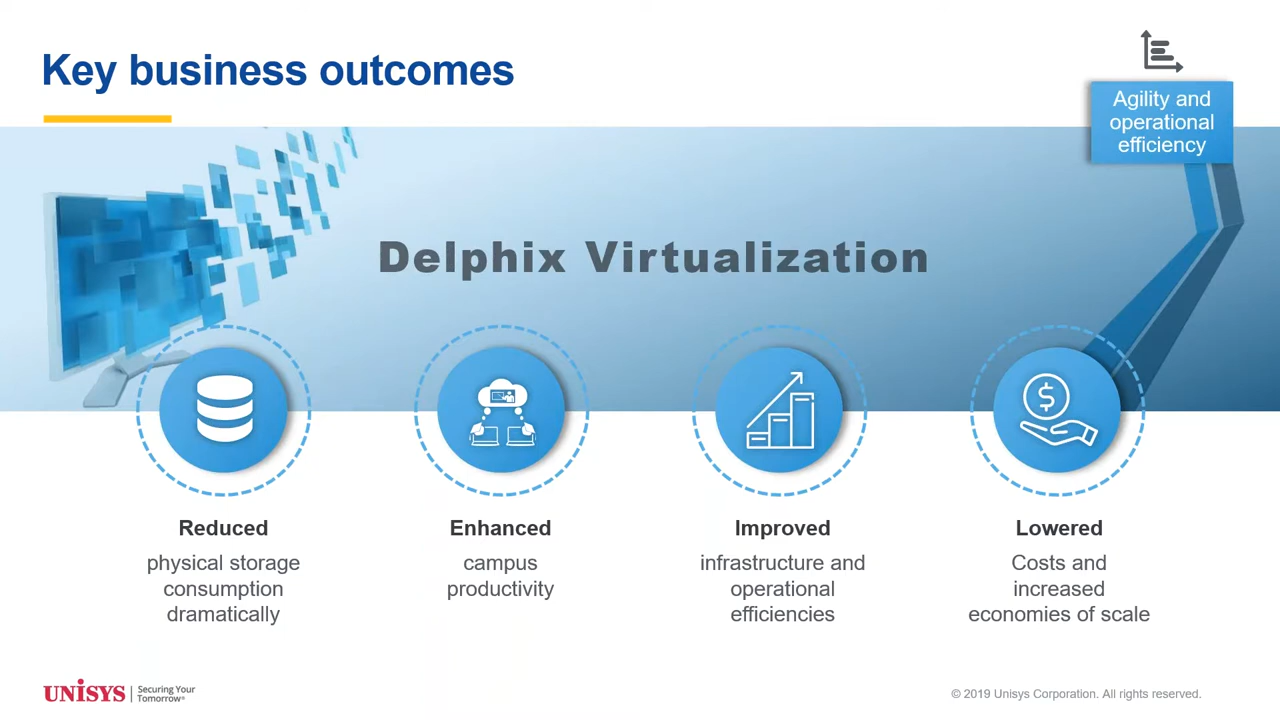 Key business outcomes
Agility and
operational
efficiency
Delphix Virtualization
Reduced
physical storage
consumption
dramatically
Enhanced
campus
productivity
Improved
infrastructure and
operational
efficiencies
Lowered
Costs and
increased
economies of scale
UNISYS
Securing Your
Tomorrow®
© 2019 Unisys Corporation. All rights reserved.